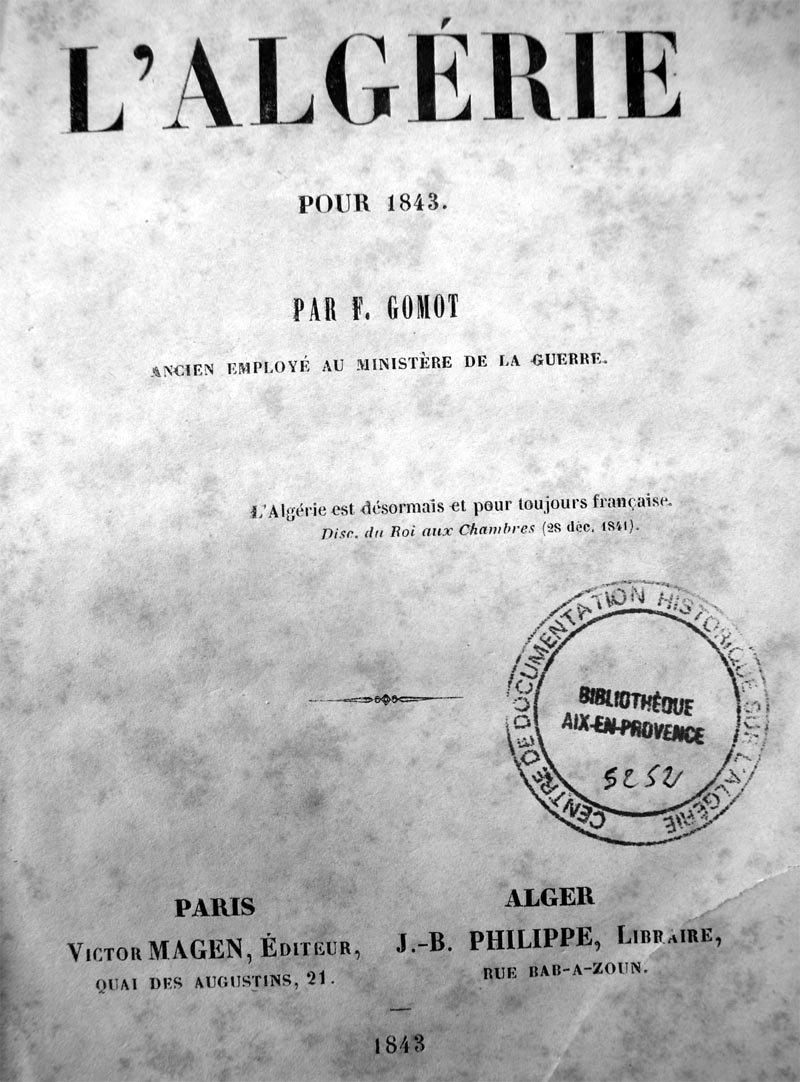 L'ALGÉRIE
POUR 1843.
PAR F. GOMOT
ANCIEN EMPLOYÉ AU MINISTÈRE DE LA GUERRE.
L'Algérie est désormais et pour toujours française.
Disc. du Roi aux Chambres (28 déc. 1841).
CENTRE DE DOCUMENTATION HISTORIQUE SUR L'ALGÉRIE
BIBLIOTHÈQUE
AIX-EN-PROVENCE
5252
PARIS
VICTOR MAGEN, ÉDITEUR,
QUAI DES AUGUSTINS, 21.
ALGER
J.-B. PHILIPPE, LIBRAIRE,
RUE BAB-A-ZOUN.
1843